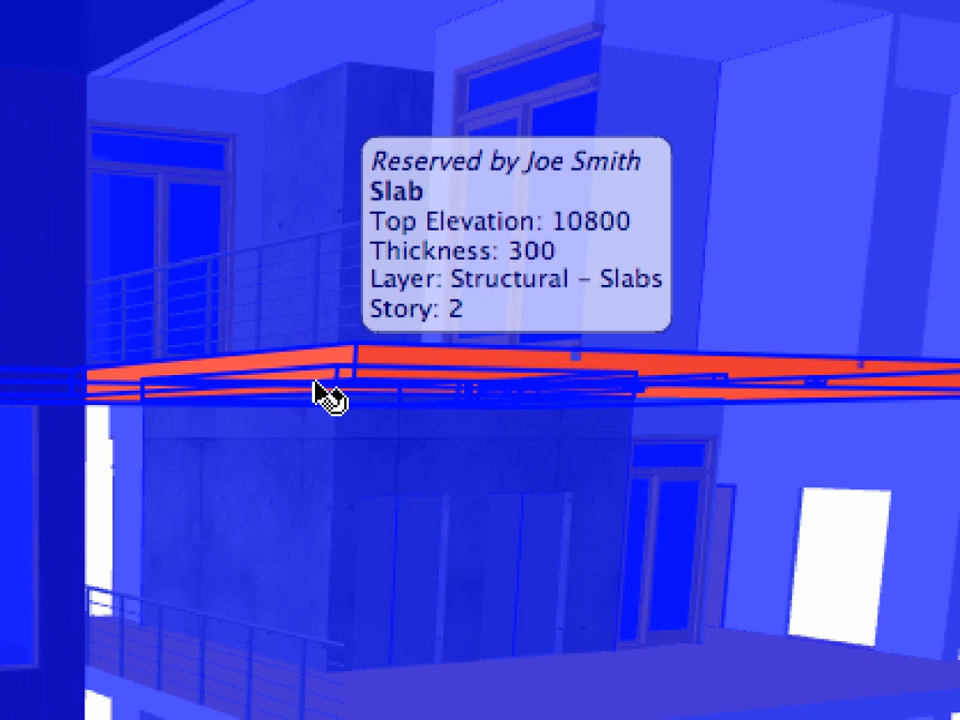 Reserved by Joe Smith
Slab
Top Elevation: 10800
Thickness: 300
Layer: Structural - Slabs
Story: 2